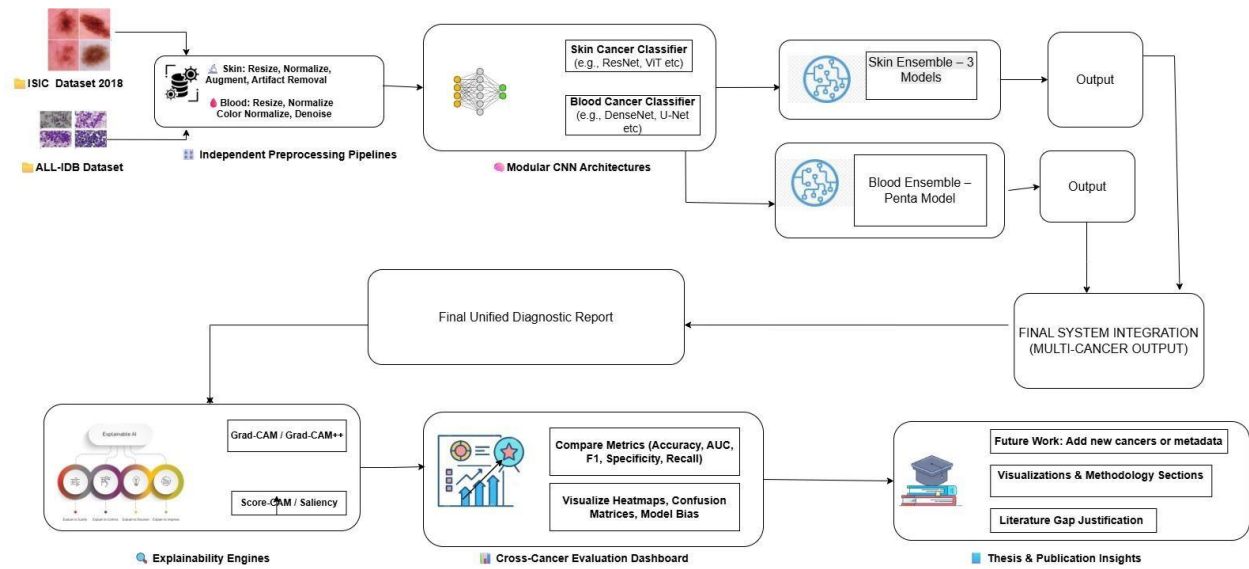 ISIC Dataset 2018
ALL-IDB Dataset
Skin: Resize, Normalize,
Augment, Artifact Removal
Blood: Resize, Normalize
Color Normalize, Denoise
Independent Preprocessing Pipelines
Skin Cancer Classifier
(e.g., ResNet, ViT etc)
Blood Cancer Classifier
(e.g., DenseNet, U-Net
etc)
Modular CNN Architectures
Skin Ensemble – 3
Models
Output
Blood Ensemble –
Penta Model
Output
FINAL SYSTEM INTEGRATION
(MULTI-CANCER OUTPUT)
Final Unified Diagnostic Report
Explainable AI
Grad-CAM / Grad-CAM++
Score-CAM / Saliency
Explainability Engines
Compare Metrics (Accuracy, AUC,
F1, Specificity, Recall)
Visualize Heatmaps, Confusion
Matrices, Model Bias
Cross-Cancer Evaluation Dashboard
Future Work: Add new cancers or metadata
Visualizations & Methodology Sections
Literature Gap Justification
Thesis & Publication Insights